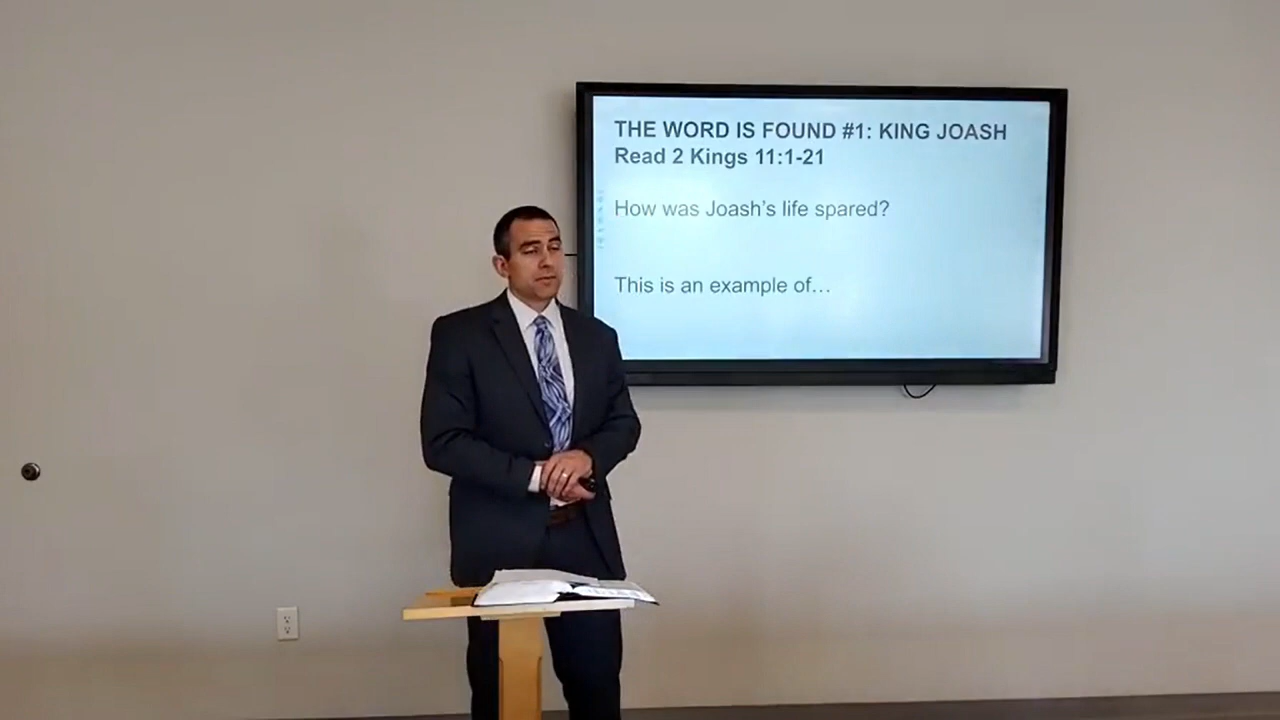 THE WORD IS FOUND #1: KING JOASH
Read 2 Kings 11:1-21
How was Joash's life spared?
This is an example of…